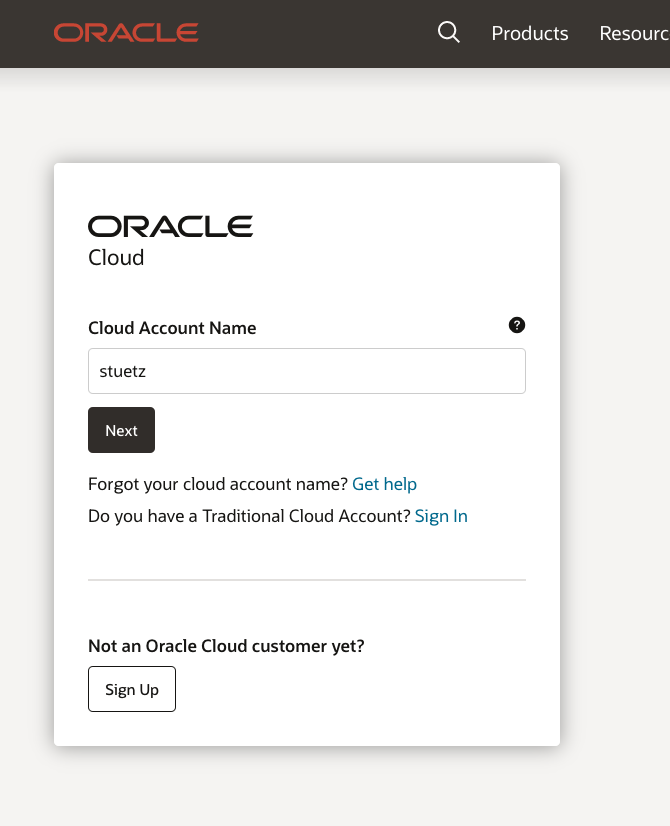 ORACLE
Products
Resourc
ORACLE
Cloud
Cloud Account Name
?
stuetz
Next
Forgot your cloud account name? Get help
Do you have a Traditional Cloud Account? Sign In
Not an Oracle Cloud customer yet?
Sign Up